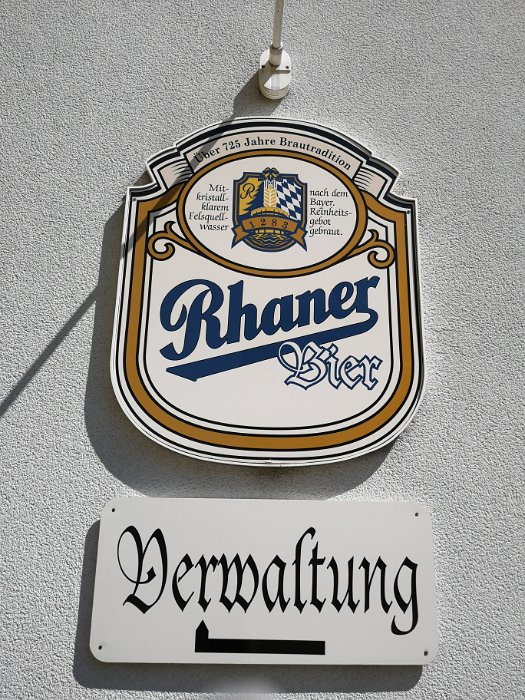 Über 725 Jahre Brautradition
Mit-
kristall-
klarem
Felsquell-
wasser
R
1283
nach dem
Bayer.
Reinheits-
gebot
gebraut.
Rhaner
Bier
Verwaltung